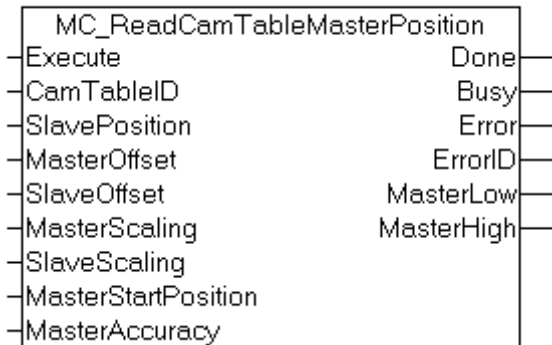 MC_ReadCamTableMasterPosition
Execute Done
CamTableID Busy
SlavePosition Error
MasterOffset ErrorID
SlaveOffset MasterLow
MasterScaling MasterHigh
SlaveScaling
MasterStartPosition
MasterAccuracy